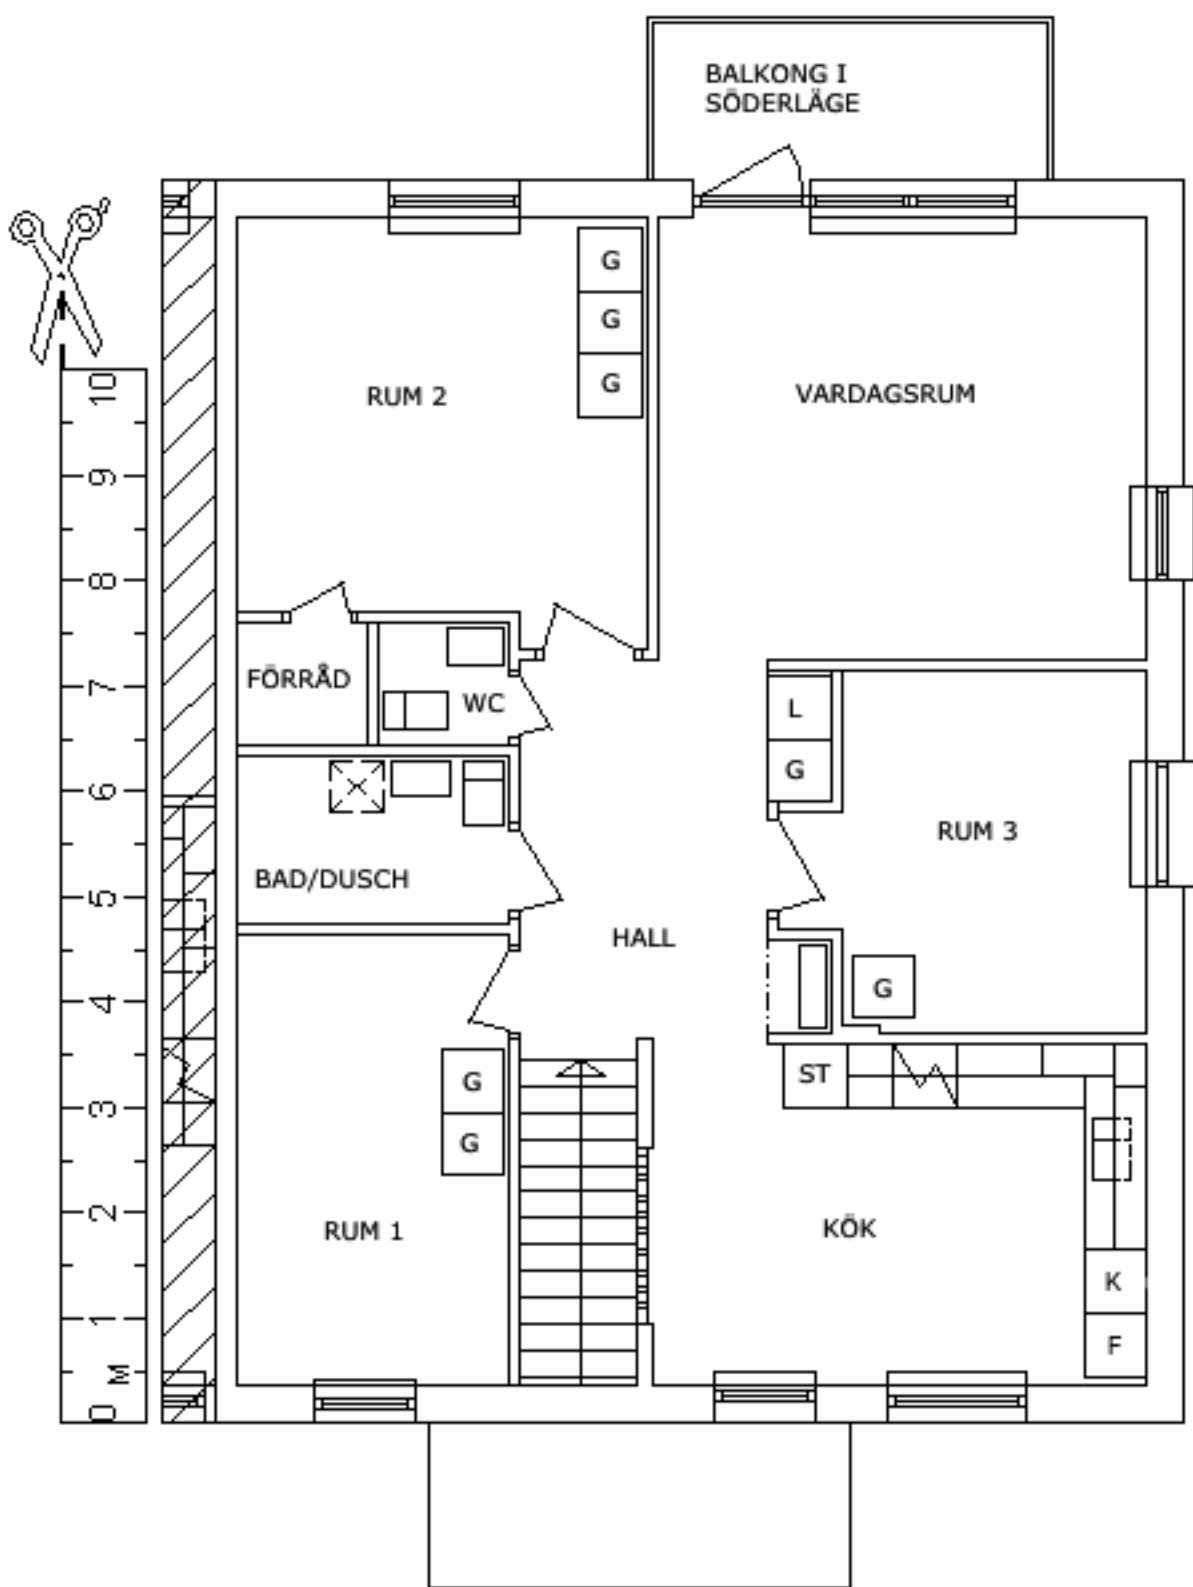 BALKONG I
SÖDERLÄGE
G
G
G
RUM 2
VARDAGSRUM
10
9
8
7
6
5
4
3
2
1
M
0
FÖRRÅD
WC
L
G
RUM 3
BAD/DUSCH
HALL
G
ST
G
G
RUM 1
KÖK
K
F